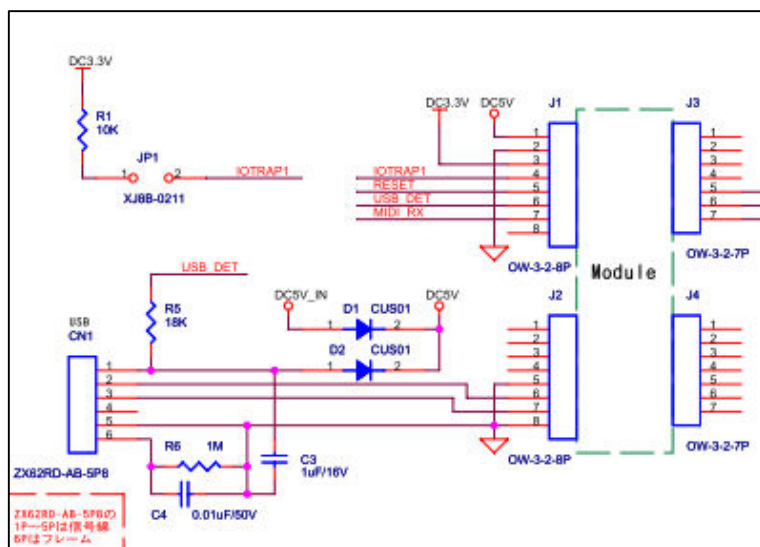 DC3.3V
R1
10K
JP1
1
2
IOTRAP1
XJ8B-0211
DC3.3V
DC5V
J1
J3
IOTRAP1
RESET
USB_DET
MIDI_RX
1
2
3
4
5
6
7
8
1
2
3
4
5
6
7
OW-3-2-8P
OW-3-2-7P
Module
USB_DET
R5
18K
DC5V_IN
D1
CUS01
DC5V
1
2
D2
CUS01
1
2
USB
CN1
1
2
3
4
5
6
ZX62RD-AB-5P8
R6
1M
C3
1uF/16V
C4
0.01uF/50V
J2
J4
1
2
3
4
5
6
7
8
1
2
3
4
5
6
7
OW-3-2-8P
OW-3-2-7P
ZX62RD-AB-5P8の
1P～5Pは信号線
6Pはフレーム